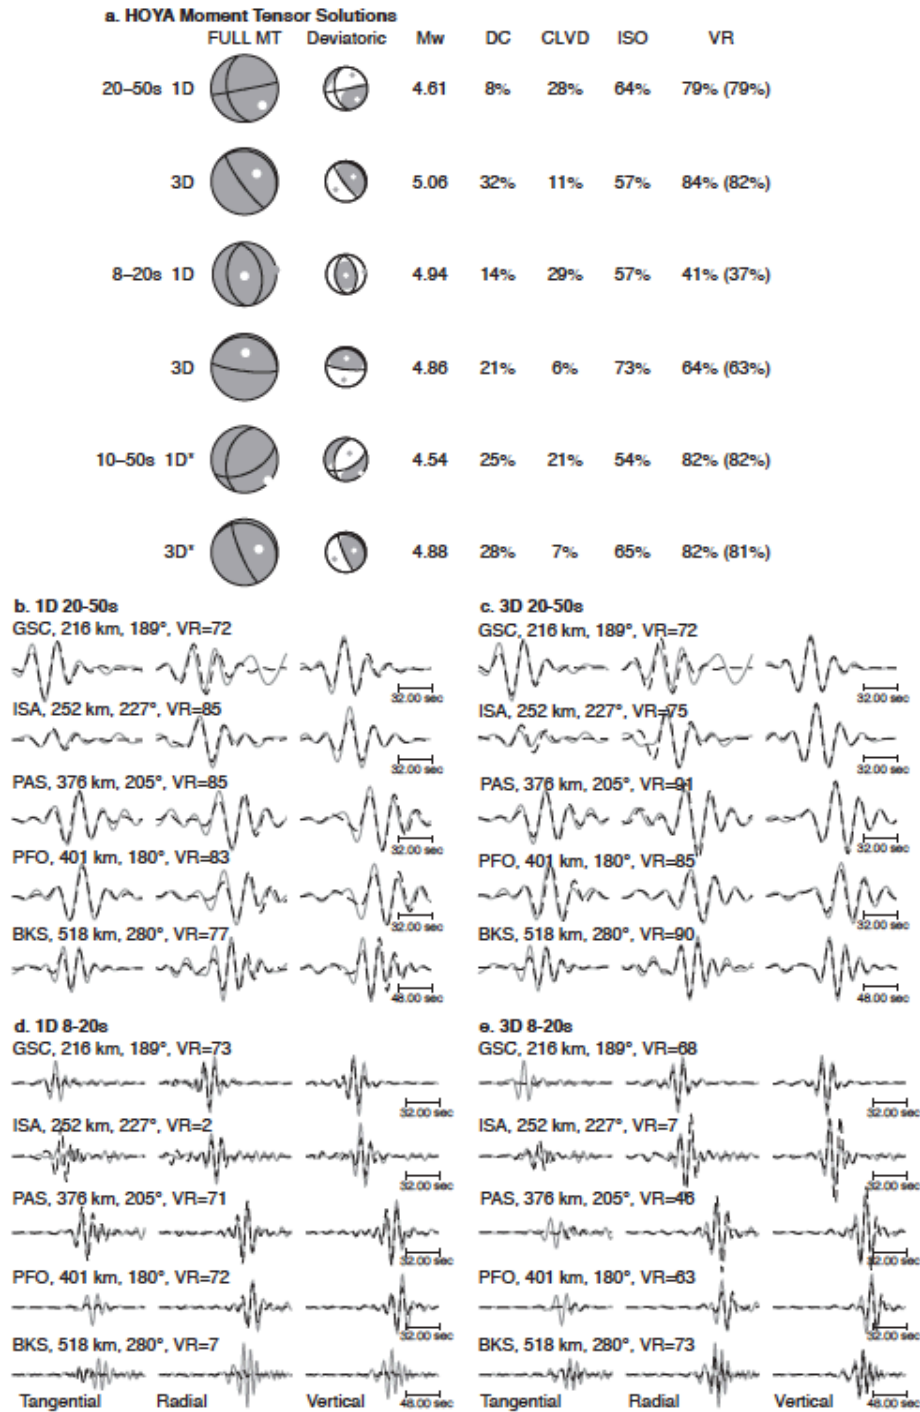 a. HOYA Moment Tensor Solutions
FULL MT Deviatoric Mw DC CLVD ISO VR
20–50s 1D 4.61 8% 28% 64% 79% (79%)
3D 5.06 32% 11% 57% 84% (82%)
8–20s 1D 4.94 14% 29% 57% 41% (37%)
3D 4.86 21% 6% 73% 64% (63%)
10–50s 1D* 4.54 25% 21% 54% 82% (82%)
3D* 4.88 28% 7% 65% 82% (81%)
b. 1D 20-50s
GSC, 216 km, 189°, VR=72
32.00 sec
ISA, 252 km, 227°, VR=85
32.00 sec
PAS, 376 km, 205°, VR=85
32.00 sec
PFO, 401 km, 180°, VR=83
32.00 sec
BKS, 518 km, 280°, VR=77
48.00 sec
c. 3D 20-50s
GSC, 216 km, 189°, VR=72
32.00 sec
ISA, 252 km, 227°, VR=75
32.00 sec
PAS, 376 km, 205°, VR=91
32.00 sec
PFO, 401 km, 180°, VR=85
32.00 sec
BKS, 518 km, 280°, VR=90
48.00 sec
d. 1D 8-20s
GSC, 216 km, 189°, VR=73
32.00 sec
ISA, 252 km, 227°, VR=2
32.00 sec
PAS, 376 km, 205°, VR=71
32.00 sec
PFO, 401 km, 180°, VR=72
32.00 sec
BKS, 518 km, 280°, VR=7
48.00 sec
Tangential Radial Vertical
e. 3D 8-20s
GSC, 216 km, 189°, VR=68
32.00 sec
ISA, 252 km, 227°, VR=7
32.00 sec
PAS, 376 km, 205°, VR=46
32.00 sec
PFO, 401 km, 180°, VR=63
32.00 sec
BKS, 518 km, 280°, VR=73
48.00 sec
Tangential Radial Vertical